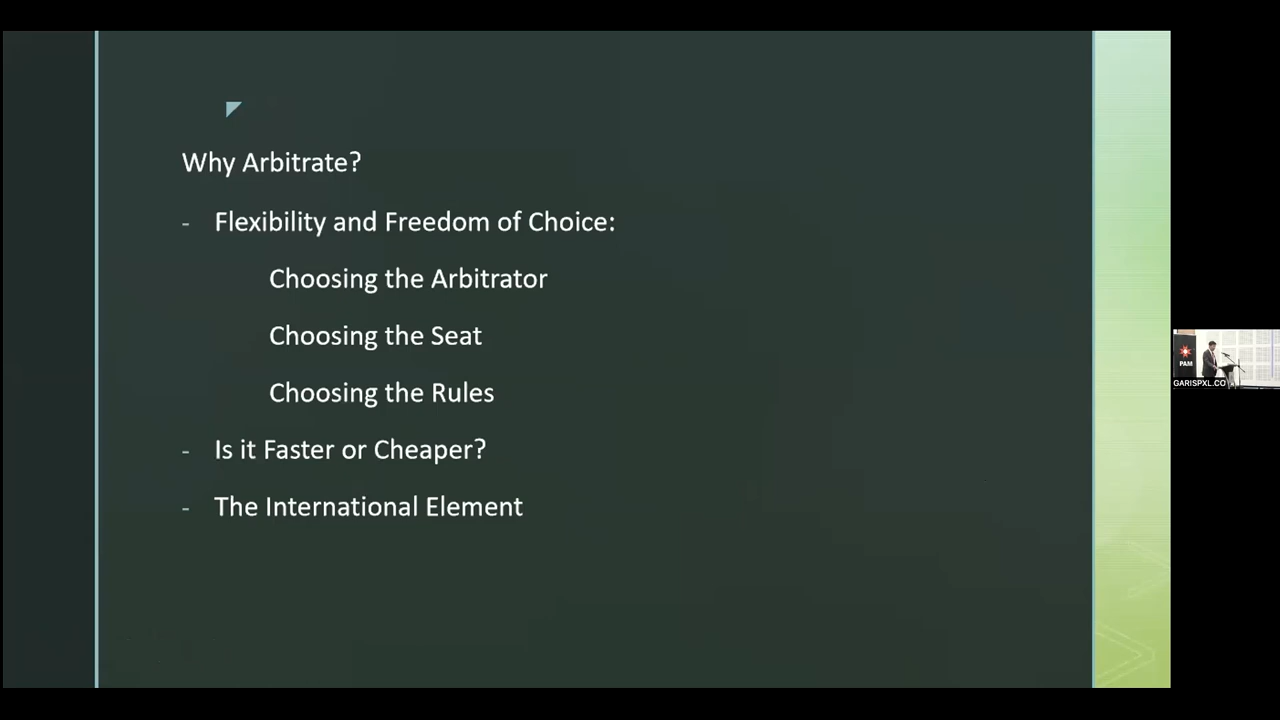 Why Arbitrate?
- Flexibility and Freedom of Choice:
Choosing the Arbitrator
Choosing the Seat
Choosing the Rules
- Is it Faster or Cheaper?
- The International Element
PAM
GARISPXL.CO